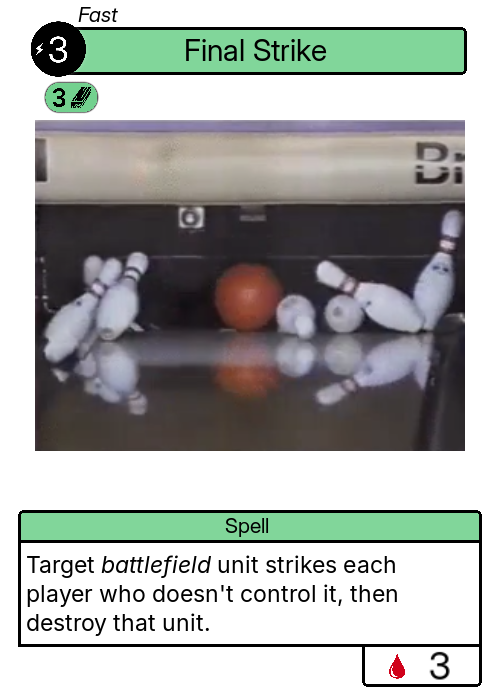 Fast
3
Final Strike
3
Br
Spell
Target battlefield unit strikes each
player who doesn't control it, then
destroy that unit.
3